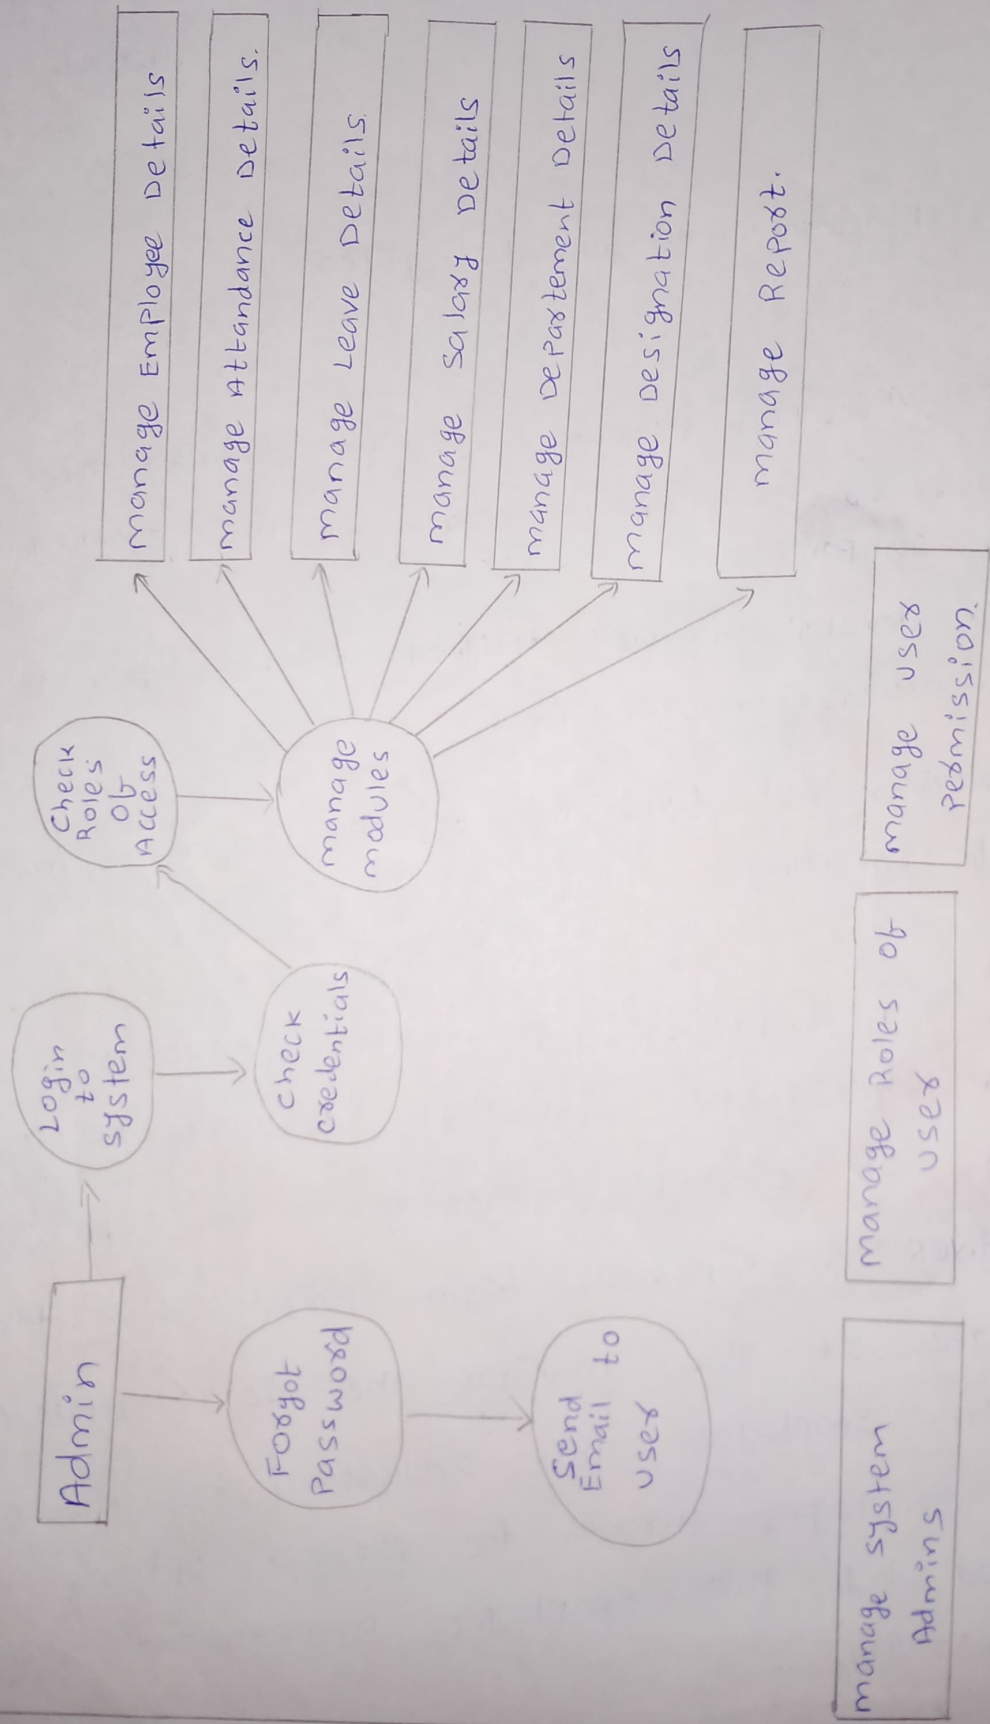 Admin
Login
to
system
Check
Roles
Of
Access
Forgot
Password
Check
credentials
manage
modules
Send
Email to
user
manage Employee Details
manage Attandance Details.
manage Leave Details.
manage Salary Details
manage Departement Details
manage Designation Details
manage Report.
manage system
Admins
manage Roles of
user
manage user
Permission.